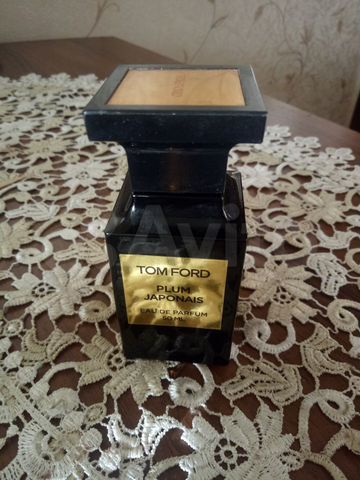 TOM FORD
PLUM
JAPONAIS
EAU DE PARFUM
50 ML